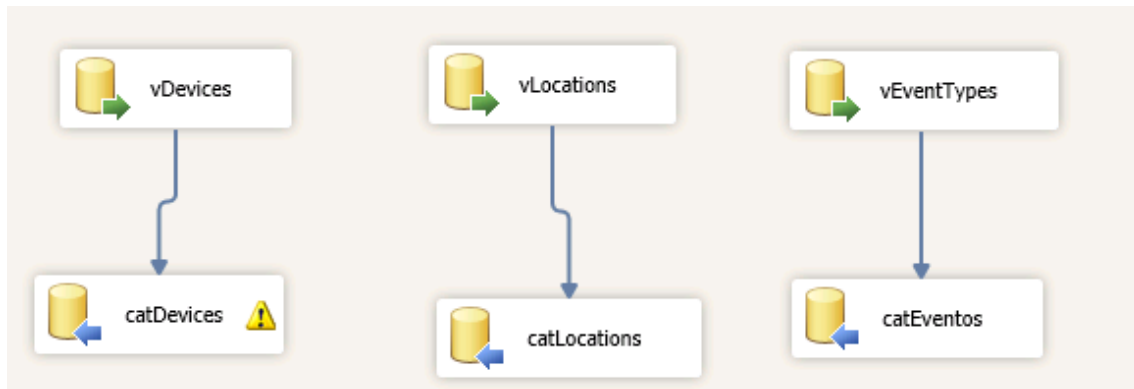 vDevices
vLocations
vEventTypes
catDevices
catLocations
catEventos